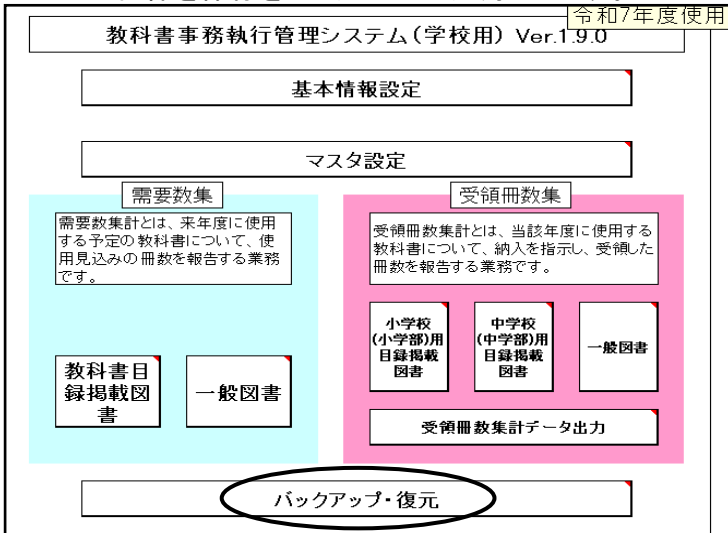 令和7年度使用
教科書事務執行管理システム(学校用) Ver.1.9.0
基本情報設定
マスタ設定
需要数集
需要数集計とは、来年度に使用
する予定の教科書について、使
用見込みの冊数を報告する業務
です。
教科書目
録掲載図
書
一般図書
受領冊数集
受領冊数集計とは、当該年度に使用する
教科書について、納入を指示し、受領した
冊数を報告する業務です。
小学校
(小学部)用
目録掲載
図書
中学校
(中学部)用
目録掲載
図書
一般図書
受領冊数集計データ出力
バックアップ・復元